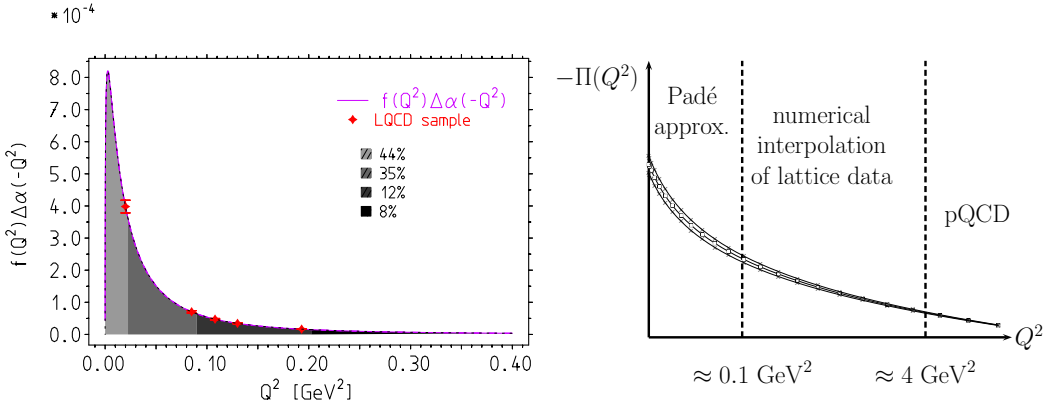 *10⁻⁴
f(Q²)Δα(-Q²)
8.0
7.0
6.0
5.0
4.0
3.0
2.0
1.0
0.0
0.00
0.10
0.20
0.30
0.40
Q² [GeV²]
f(Q²)Δα(-Q²)
LQCD sample
44%
35%
12%
8%
−Π(Q²)
Padé
approx.
numerical
interpolation
of lattice data
pQCD
Q²
≈ 0.1 GeV²
≈ 4 GeV²